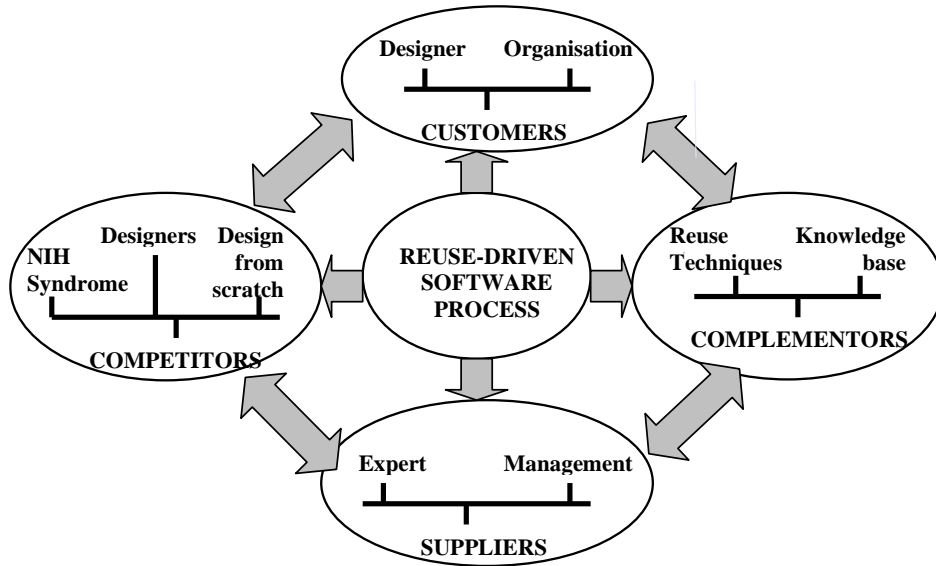 Designer Organisation
CUSTOMERS
NIH
Syndrome
Designers
Design
from
scratch
COMPETITORS
REUSE-DRIVEN
SOFTWARE
PROCESS
Reuse
Techniques
Knowledge
base
COMPLEMENTORS
Expert Management
SUPPLIERS